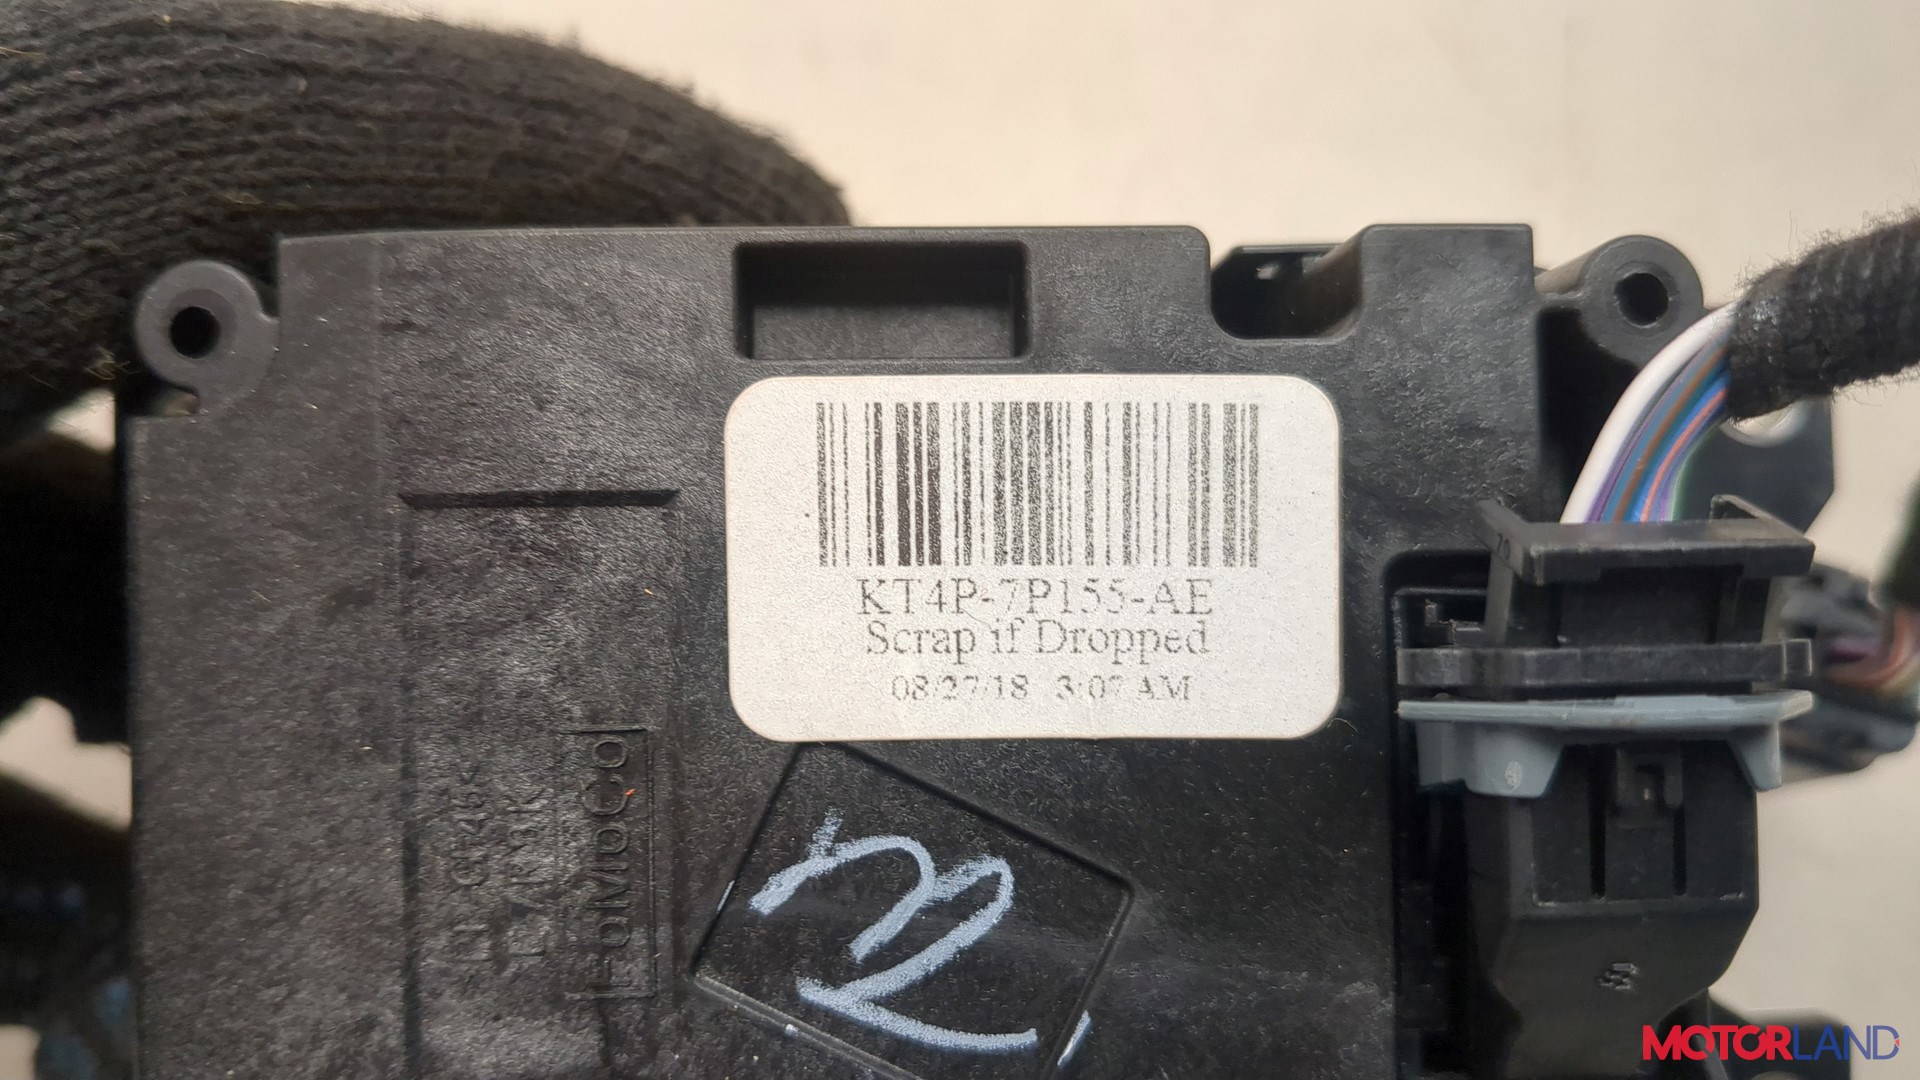 KT4P-7P155-AE
Scrap if Dropped
08/27/18 3:07 AM
FoMoCo
MOTORLAND